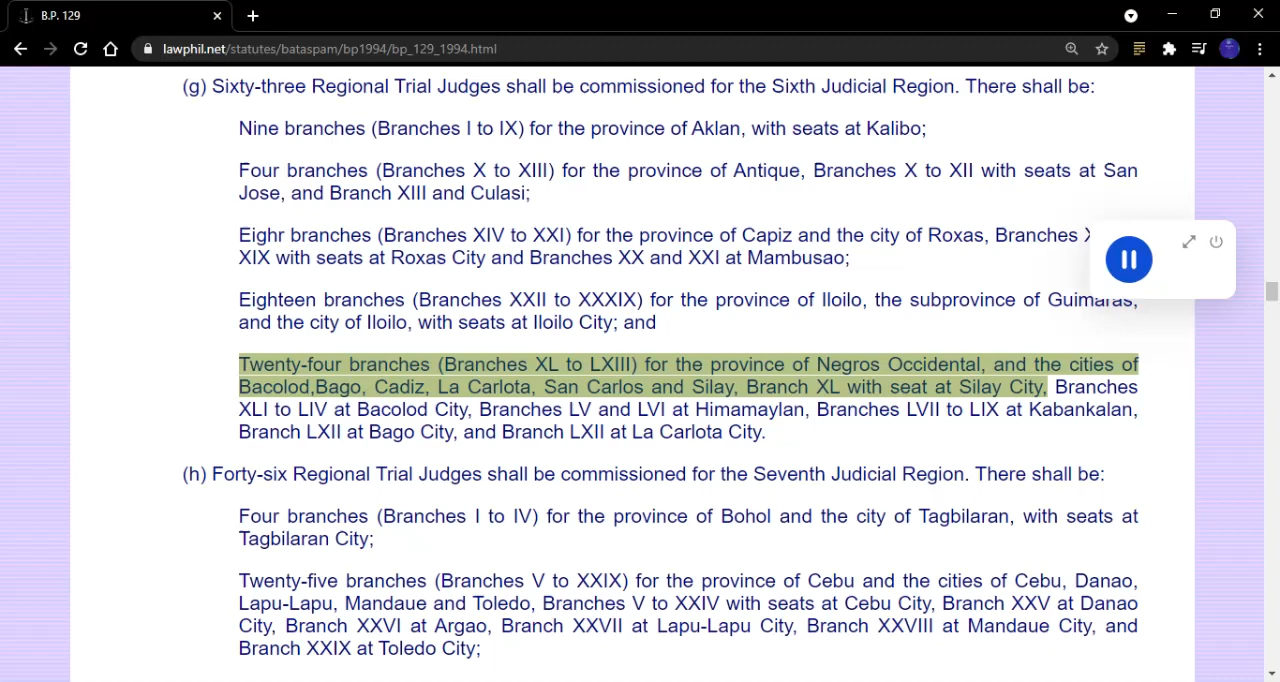 B.P. 129
lawphil.net/statutes/bataspam/bp1994/bp_129_1994.html
(g) Sixty-three Regional Trial Judges shall be commissioned for the Sixth Judicial Region. There shall be:
Nine branches (Branches I to IX) for the province of Aklan, with seats at Kalibo;
Four branches (Branches X to XIII) for the province of Antique, Branches X to XII with seats at San
Jose, and Branch XIII and Culasi;
Eighr branches (Branches XIV to XXI) for the province of Capiz and the city of Roxas, Branches
XIX with seats at Roxas City and Branches XX and XXI at Mambusao;
Eighteen branches (Branches XXII to XXXIX) for the province of Iloilo, the subprovince of Guimaras,
and the city of Iloilo, with seats at Iloilo City; and
Twenty-four branches (Branches XL to LXIII) for the province of Negros Occidental, and the cities of
Bacolod,Bago, Cadiz, La Carlota, San Carlos and Silay, Branch XL with seat at Silay City, Branches
XLI to LIV at Bacolod City, Branches LV and LVI at Himamaylan, Branches LVII to LIX at Kabankalan,
Branch LXII at Bago City, and Branch LXII at La Carlota City.
(h) Forty-six Regional Trial Judges shall be commissioned for the Seventh Judicial Region. There shall be:
Four branches (Branches I to IV) for the province of Bohol and the city of Tagbilaran, with seats at
Tagbilaran City;
Twenty-five branches (Branches V to XXIX) for the province of Cebu and the cities of Cebu, Danao,
Lapu-Lapu, Mandaue and Toledo, Branches V to XXIV with seats at Cebu City, Branch XXV at Danao
City, Branch XXVI at Argao, Branch XXVII at Lapu-Lapu City, Branch XXVIII at Mandaue City, and
Branch XXIX at Toledo City;